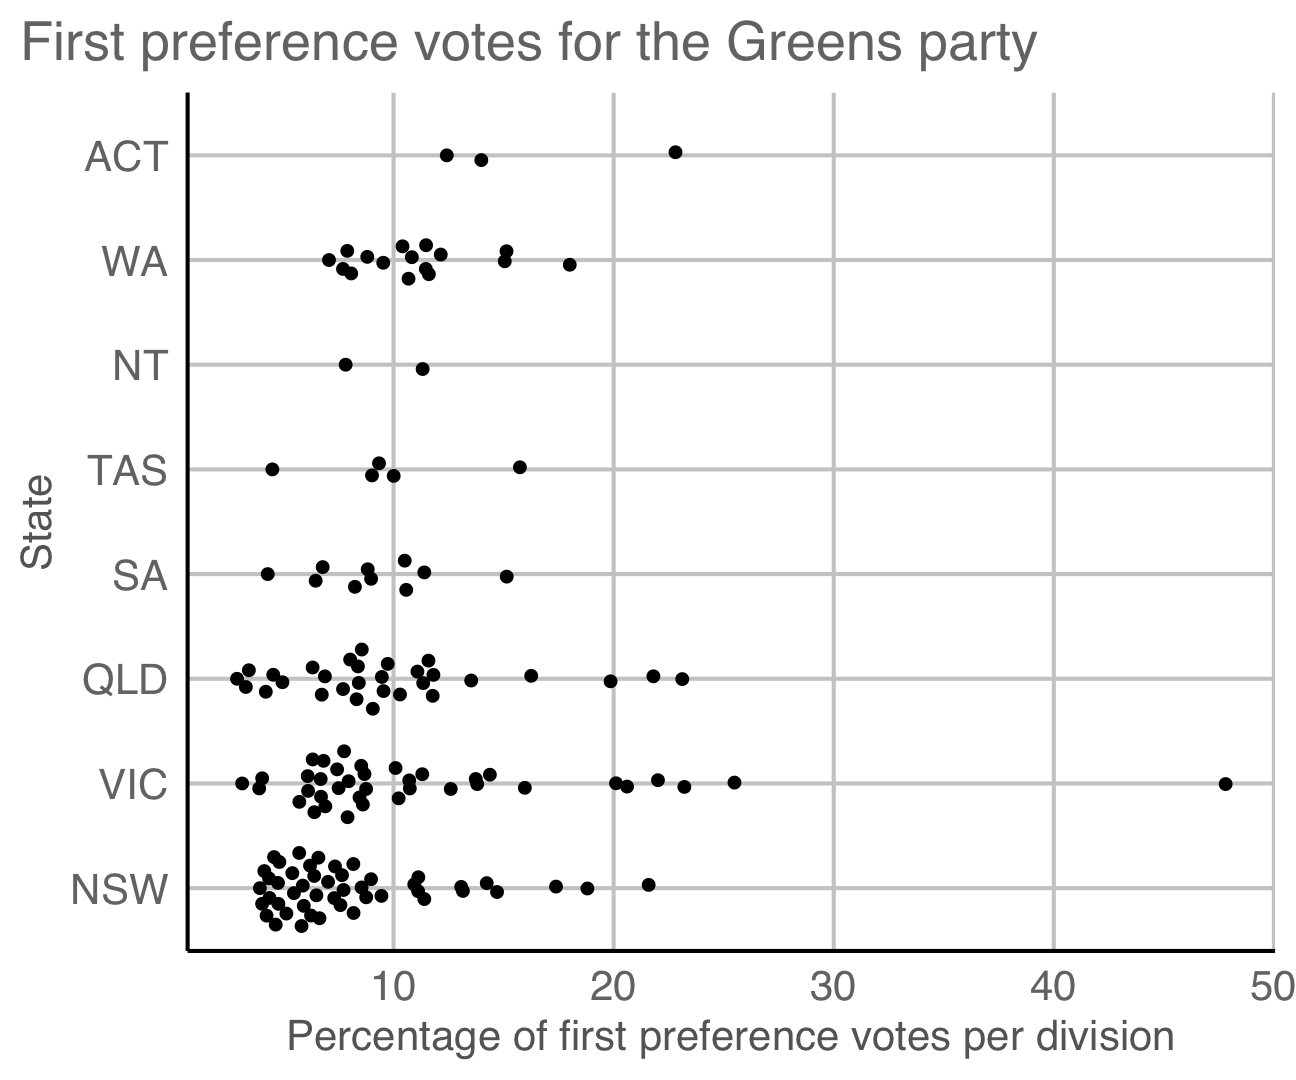 First preference votes for the Greens party
ACT
WA
NT
TAS
SA
QLD
VIC
NSW
State
10 20 30 40 50
Percentage of first preference votes per division